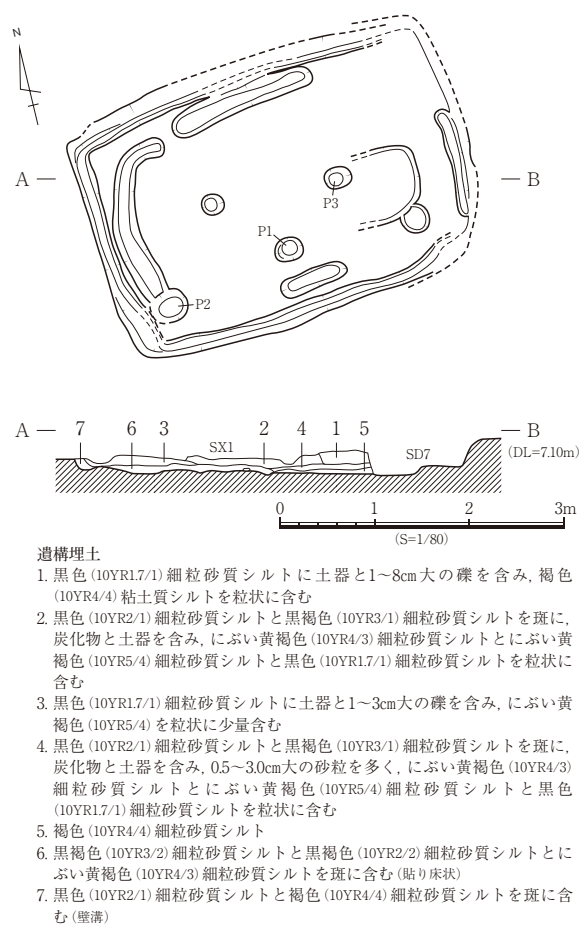 N
A
B
P3
P1
P2
A
7 6 3 SX1 2 4 1 5 SD7
B
(DL=7.10m)
0 1 2 3m
(S=1/80)
遺構埋土
1. 黒色(10YR1.7/1)細粒砂質シルトに土器と1〜8㎝大の礫を含み, 褐色
(10YR4/4)粘土質シルトを粒状に含む
2. 黒色(10YR2/1)細粒砂質シルトと黒褐色(10YR3/1)細粒砂質シルトを斑に,
炭化物と土器を含み, にぶい黄褐色(10YR4/3)細粒砂質シルトとにぶい黄
褐色(10YR5/4)細粒砂質シルトと黒色(10YR1.7/1)細粒砂質シルトを粒状に
含む
3. 黒色(10YR1.7/1)細粒砂質シルトに土器と1〜3㎝大の礫を含み, にぶい黄
褐色(10YR5/4)を粒状に少量含む
4. 黒色(10YR2/1)細粒砂質シルトと黒褐色(10YR3/1)細粒砂質シルトを斑に,
炭化物と土器を含み, 0.5〜3.0㎝大の砂粒を多く, にぶい黄褐色(10YR4/3)
細粒砂質シルトとにぶい黄褐色(10YR5/4)細粒砂質シルトと黒色
(10YR1.7/1)細粒砂質シルトを粒状に含む
5. 褐色(10YR4/4)細粒砂質シルト
6. 黒褐色(10YR3/2)細粒砂質シルトと黒褐色(10YR2/2)細粒砂質シルトとに
ぶい黄褐色(10YR4/3)細粒砂質シルトを斑に含む(貼り床状)
7. 黒色(10YR2/1)細粒砂質シルトと褐色(10YR4/4)細粒砂質シルトを斑に含
む(壁溝)